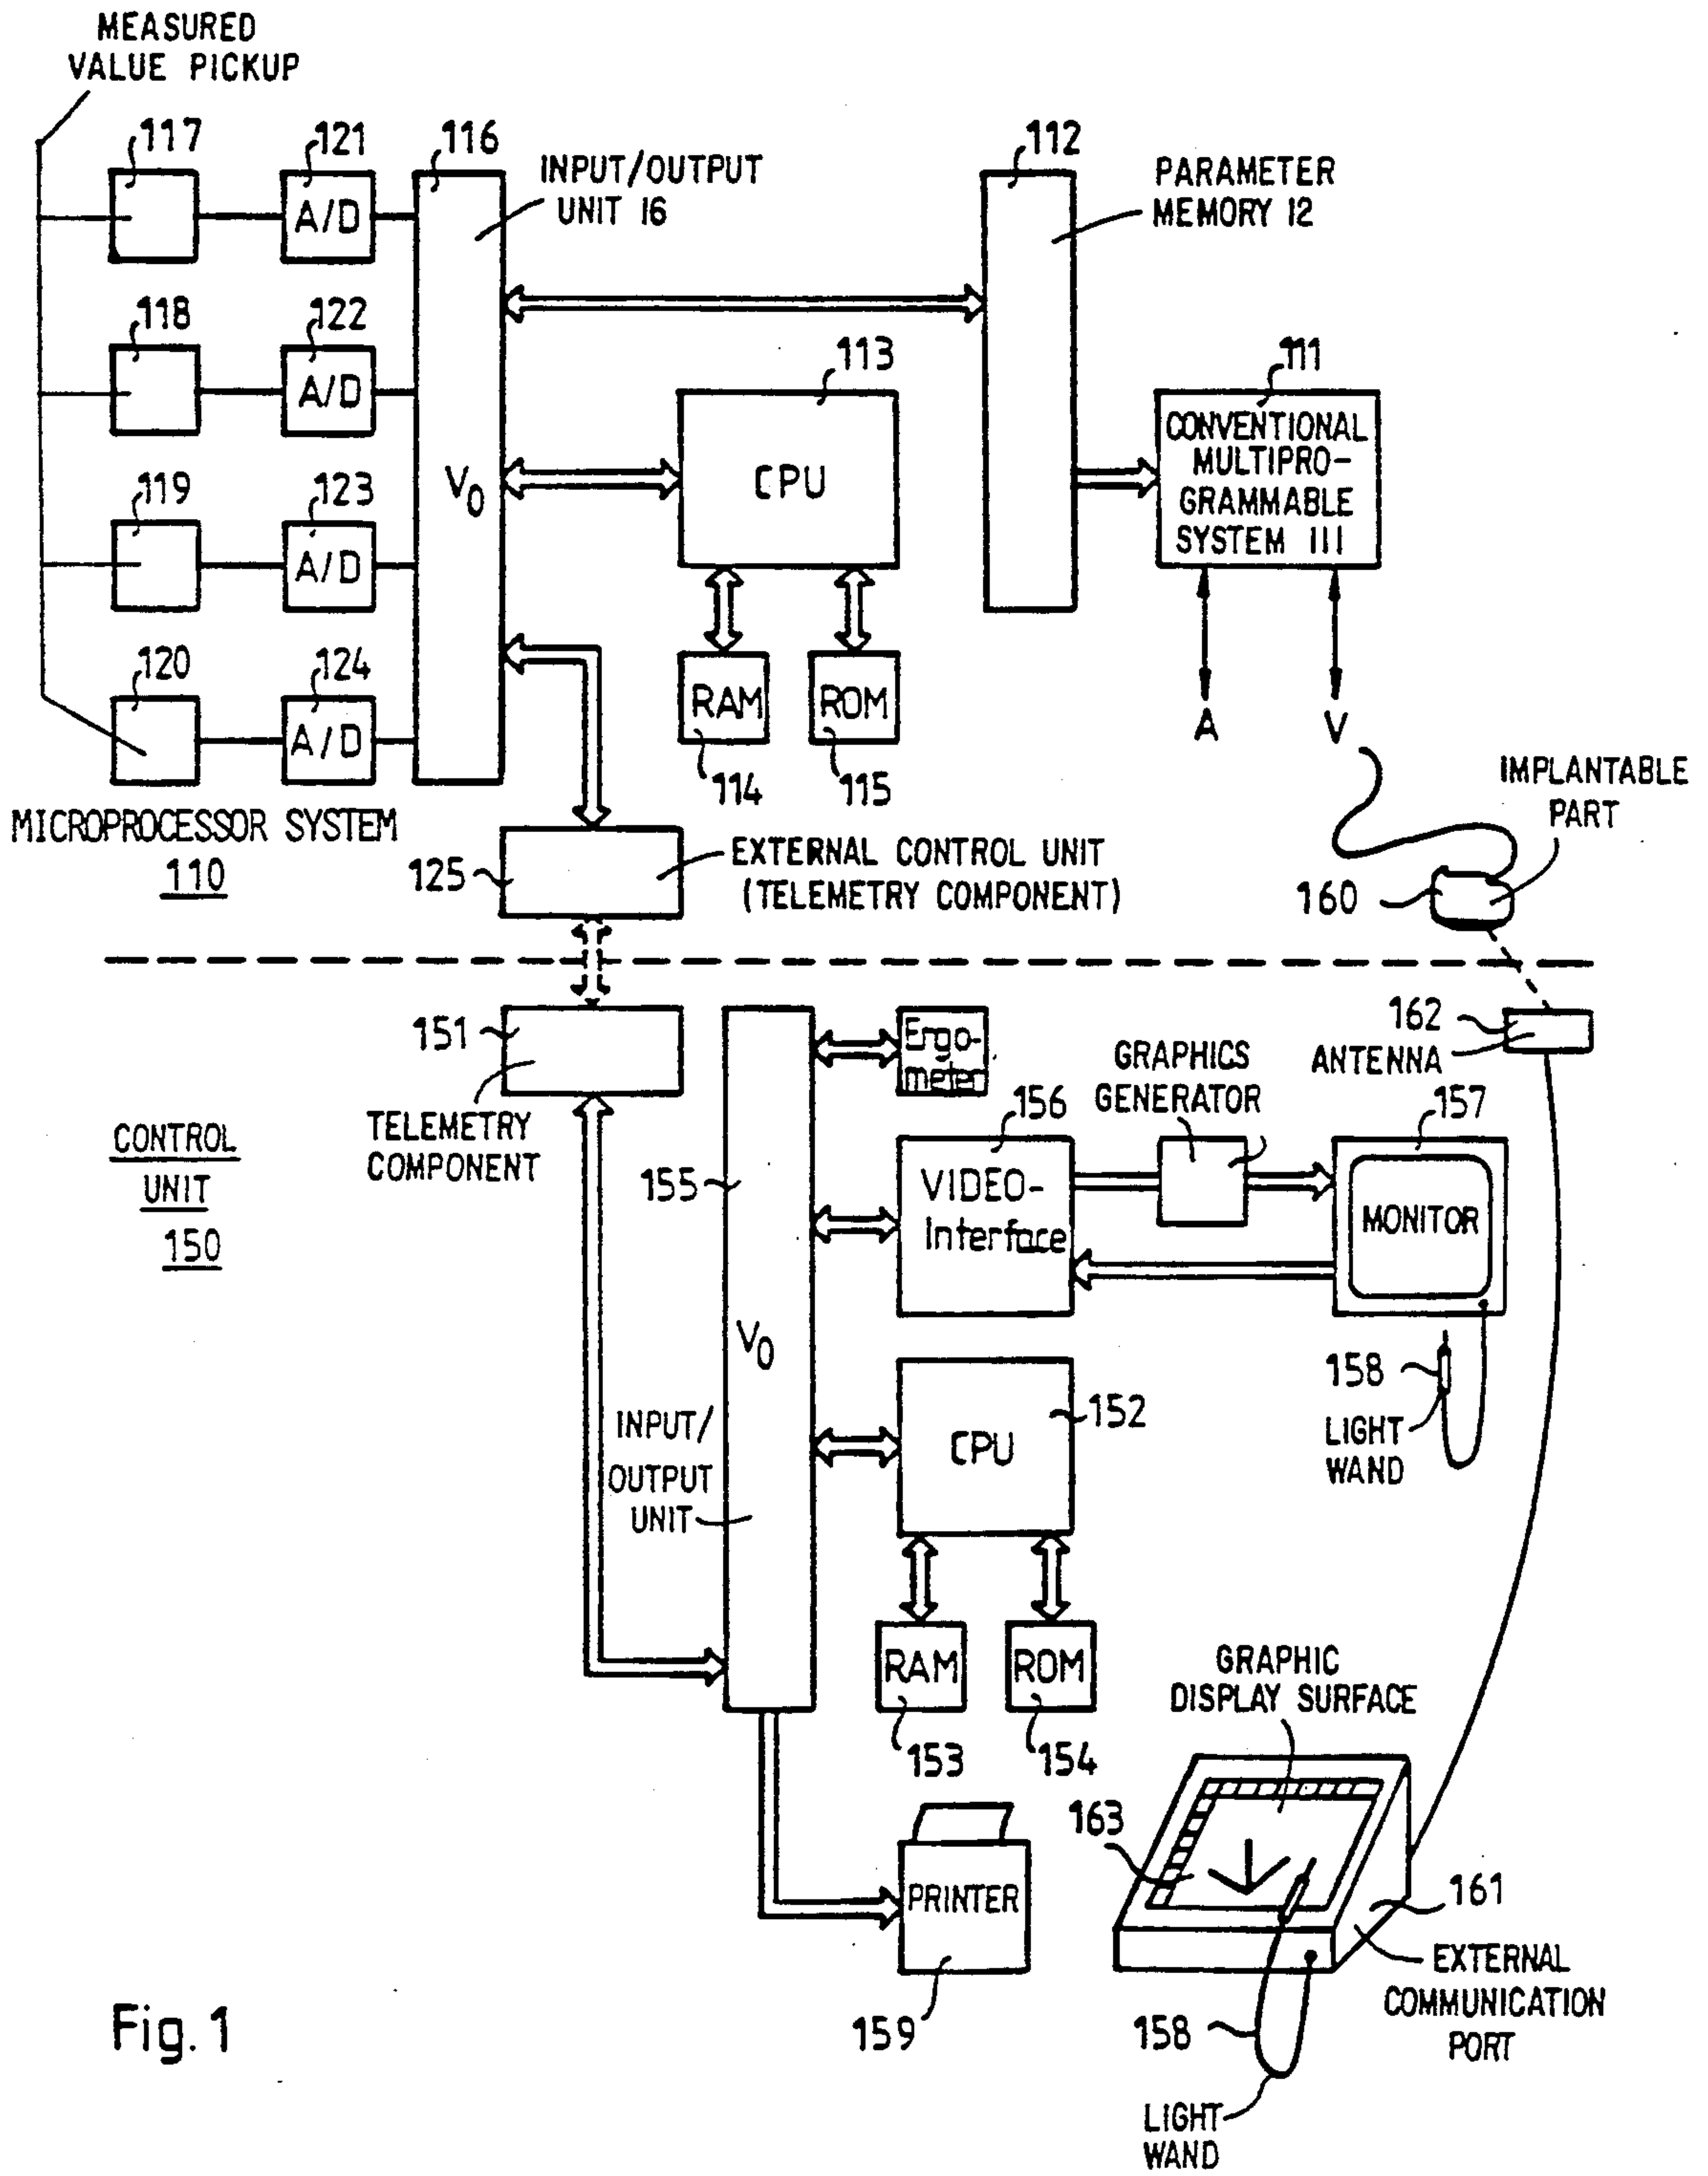 MEASURED
VALUE PICKUP
117
121
116
INPUT/OUTPUT
UNIT 16
112
PARAMETER
MEMORY 12
A/D
118
122
A/D
113
111
CONVENTIONAL
MULTIPRO-
GRAMMABLE
SYSTEM 111
119
123
V0
CPU
A/D
120
124
A/D
RAM
ROM
114
115
A
V
MICROPROCESSOR SYSTEM
110
IMPLANTABLE
PART
125
EXTERNAL CONTROL UNIT
(TELEMETRY COMPONENT)
160
151
TELEMETRY
COMPONENT
Ergo-
meter
162
ANTENNA
GRAPHICS
GENERATOR
156
157
CONTROL
UNIT
150
155
VIDEO-
Interface
MONITOR
V0
158
LIGHT
WAND
INPUT/
OUTPUT
UNIT
CPU
152
RAM
ROM
153
154
GRAPHIC
DISPLAY SURFACE
163
161
PRINTER
159
EXTERNAL
COMMUNICATION
PORT
158
LIGHT
WAND
Fig. 1